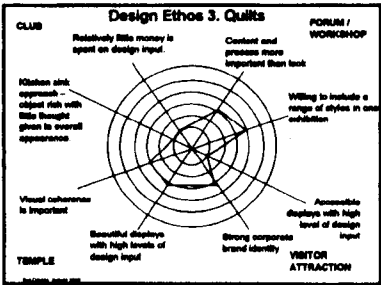 Design Ethos 3. Quilts
CLUB
FORUM /
WORKSHOP
Relatively little money is
spent on design input.
Content and
process more
important than look
Kitchen sink
approach –
object rich with
little thought
given to overall
appearance
Willing to include a
range of styles in one
exhibition
Visual coherence
is important
Accessible
displays with high
level of design
input
Beautiful displays
with high levels of
design input
Strong corporate
brand identity
TEMPLE
VISITOR
ATTRACTION